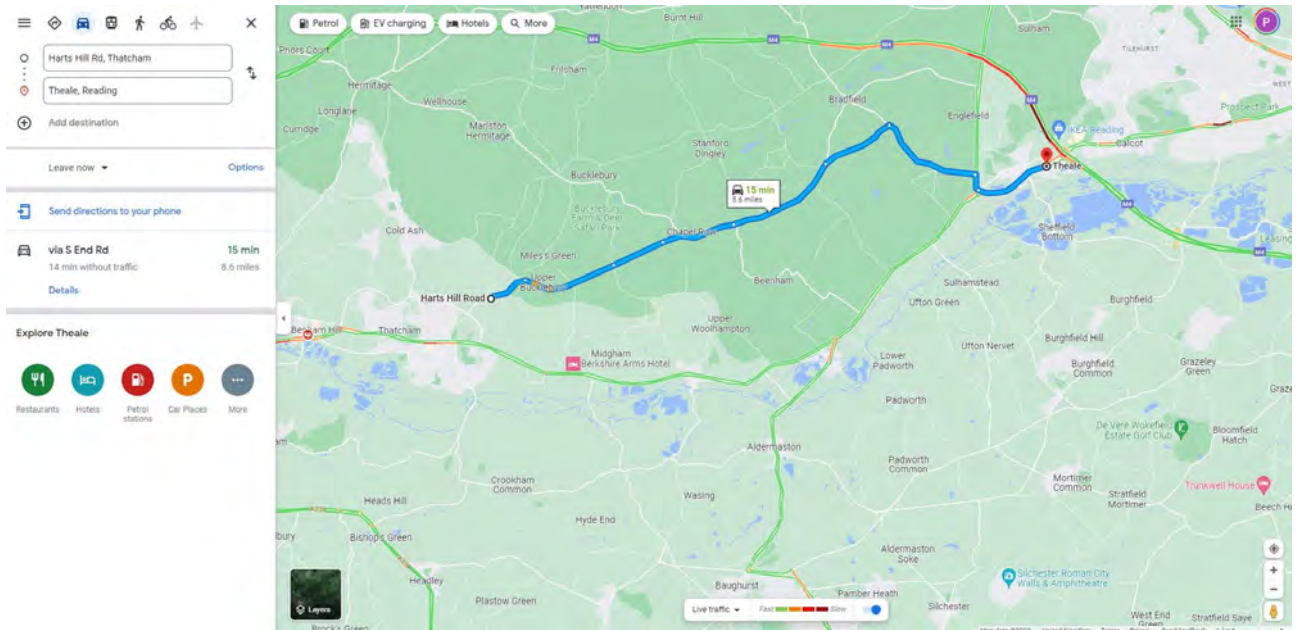 Harts Hill Rd, Thatcham
Theale, Reading
Add destination
Leave now
Options
Send directions to your phone
via S End Rd
15 min
14 min without traffic
8.6 miles
Details
Explore Theale
Restaurants
Hotels
Petrol stations
Car Places
More
Petrol
EV charging
Hotels
More
P
Burnt Hill
Sulham
TILEHURST
M4
M4
M4
Frilsham
Hermitage
Wellhouse
Bradfield
Longlane
Englefield
Prospect Park
M4
IKEA Reading
Curridge
Marlston
Hermitage
Stanford
Dingley
Calcot
Theale
Bucklebury
15 min
8.6 miles
Bucklebury
Farm & Deer
Safari Park
M4
Sheffield
Bottom
Cold Ash
Chapel Row
Miles's Green
Upper
Bucklebury
Beenham
Sulhamstead
Harts Hill Road
Ufton Green
Burghfield
Upper
Woolhampton
Thatcham
Midgham
Berkshire Arms Hotel
Lower
Padworth
Ufton Nervet
Burghfield Hill
Burghfield
Common
Grazeley
Green
Padworth
De Vere Wokefield
Estate Golf Club
Bloomfield
Hatch
Aldermaston
Padworth
Common
Crookham
Common
Mortimer
Common
Trunkwell House
Stratfield
Mortimer
Heads Hill
Wasing
Hyde End
Bishop's Green
Aldermaston
Soke
Headley
Silchester Roman City
Walls & Amphitheatre
Baughurst
Pamber Heath
Plastow Green
Silchester
Layers
Live traffic
Fast
Slow
West End
Green
Stratfield Saye
Brock's Green